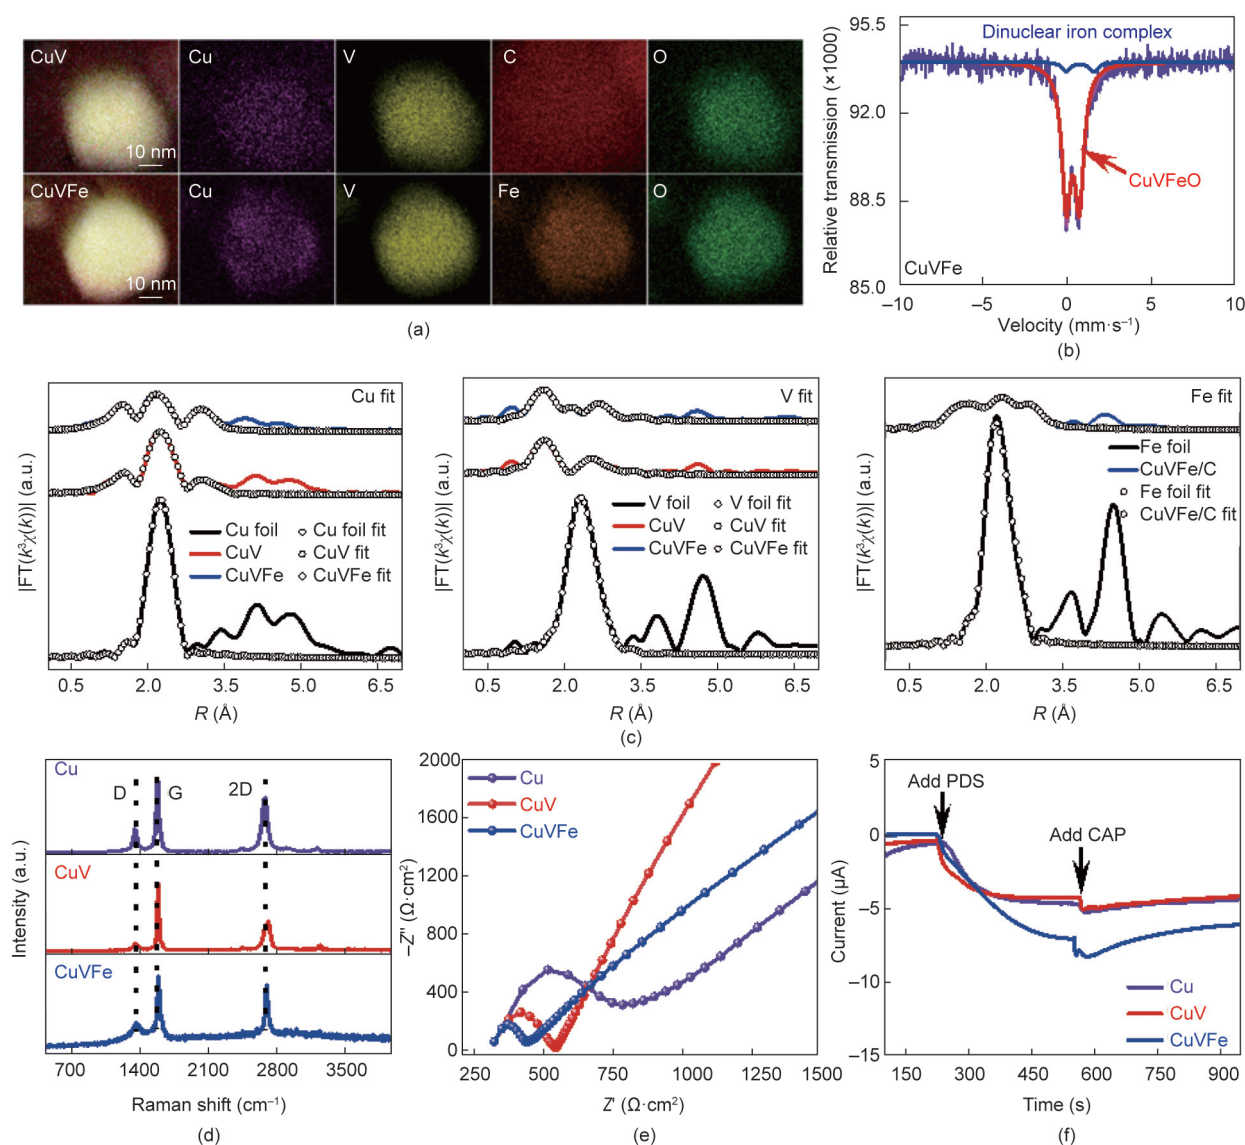 CuV
Cu
V
C
O
10 nm
CuVFe
Cu
V
Fe
O
10 nm
(a)
95.5
92.0
88.5
85.0
Relative transmission (×1000)
Dinuclear iron complex
CuVFeO
CuVFe
–10
–5
0
5
10
Velocity (mm·s⁻¹)
(b)
|FT(k³χ(k))| (a.u.)
Cu fit
Cu foil
Cu foil fit
CuV
CuV fit
CuVFe
CuVFe fit
0.5
2.0
3.5
5.0
6.5
R (Å)
|FT(k³χ(k))| (a.u.)
V fit
V foil
V foil fit
CuV
CuV fit
CuVFe
CuVFe fit
0.5
2.0
3.5
5.0
6.5
R (Å)
(c)
|FT(k³χ(k))| (a.u.)
Fe fit
Fe foil
CuVFe/C
Fe foil fit
CuVFe/C fit
0.5
2.0
3.5
5.0
6.5
R (Å)
Intensity (a.u.)
Cu
D
G
2D
CuV
CuVFe
700
1400
2100
2800
3500
Raman shift (cm⁻¹)
(d)
2000
1600
1200
800
400
0
–Z″ (Ω·cm²)
Cu
CuV
CuVFe
250
500
750
1000
1250
1500
Z′ (Ω·cm²)
(e)
5
0
–5
–10
–15
Current (µA)
Add PDS
Add CAP
Cu
CuV
CuVFe
150
300
450
600
750
900
Time (s)
(f)